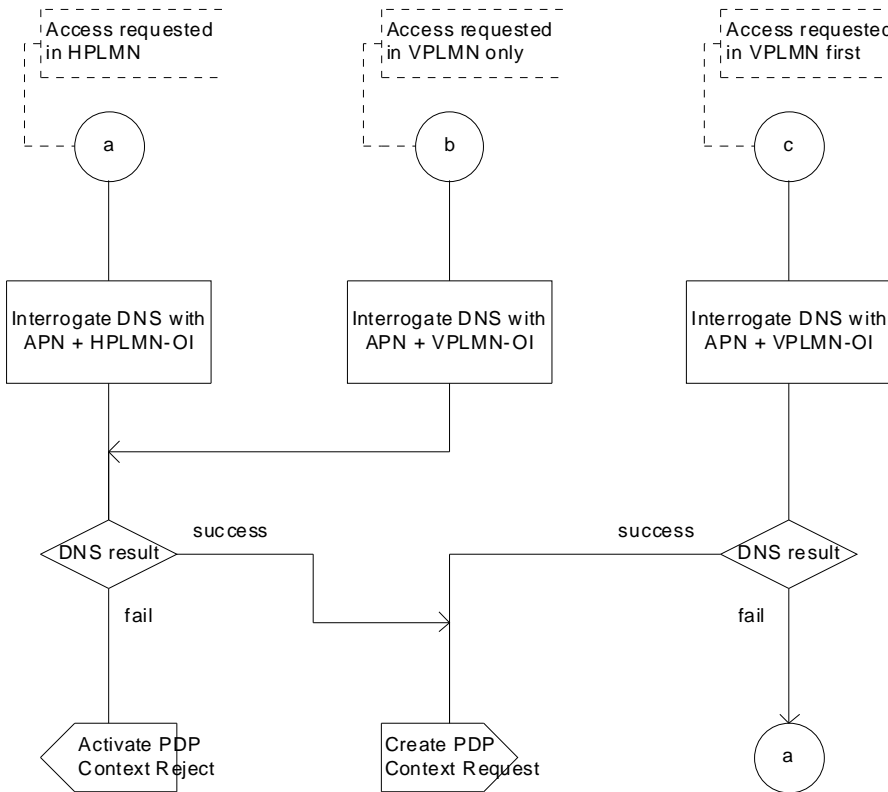 Access requested
in HPLMN
Access requested
in VPLMN only
Access requested
in VPLMN first
a
b
c
Interrogate DNS with
APN + HPLMN-OI
Interrogate DNS with
APN + VPLMN-OI
Interrogate DNS with
APN + VPLMN-OI
success
success
DNS result
DNS result
fail
fail
Activate PDP
Context Reject
Create PDP
Context Request
a